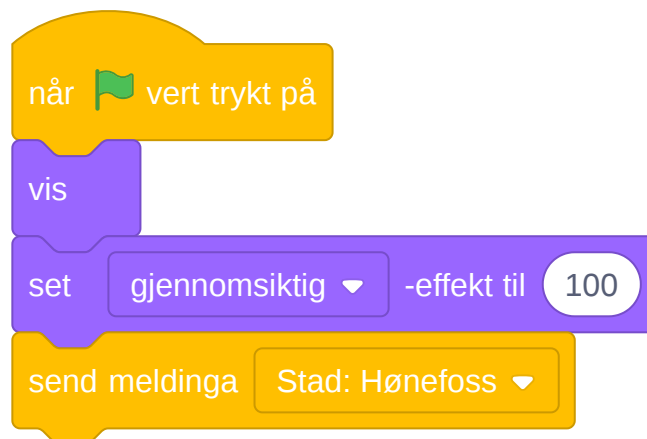 når vert trykt på
vis
set gjennomsiktig -effekt til 100
send meldinga Stad: Hønefoss